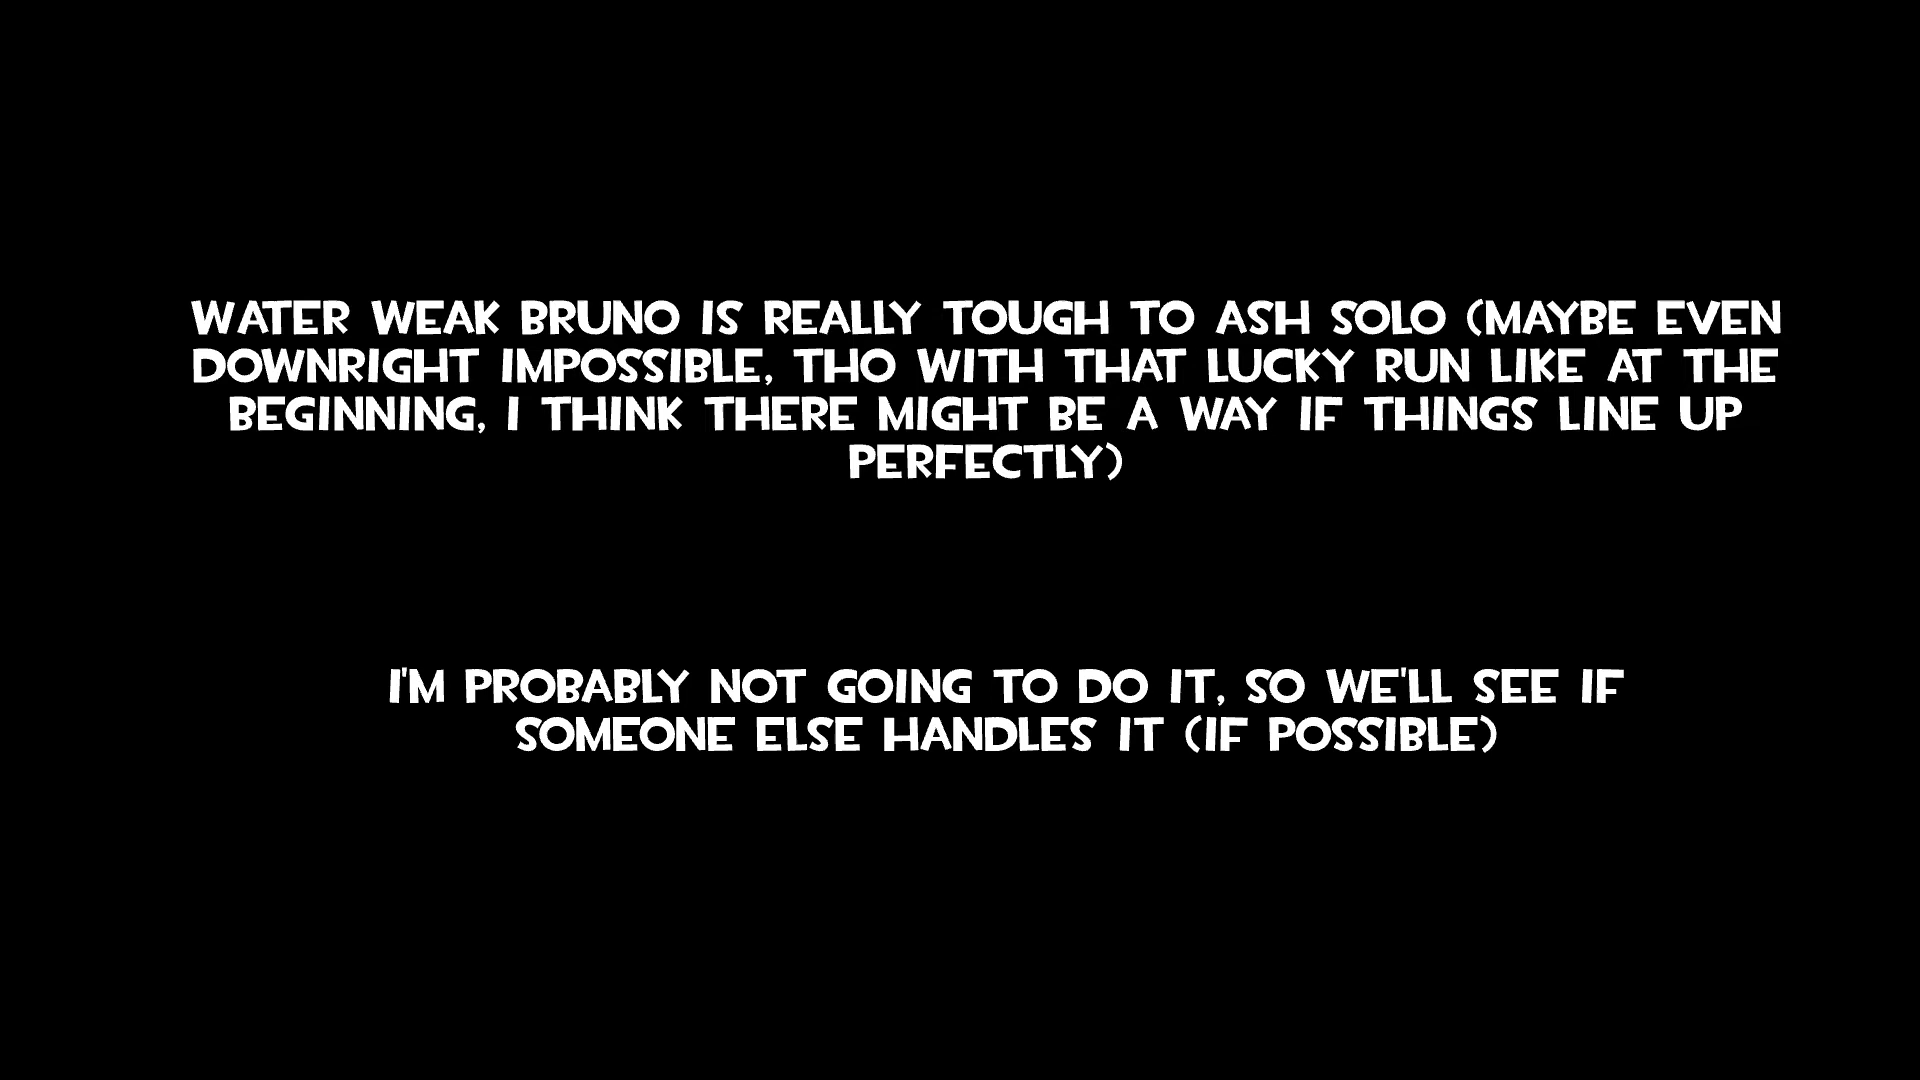 WATER WEAK BRUNO IS REALLY TOUGH TO ASH SOLO (MAYBE EVEN
DOWNRIGHT IMPOSSIBLE, THO WITH THAT LUCKY RUN LIKE AT THE
BEGINNING, I THINK THERE MIGHT BE A WAY IF THINGS LINE UP
PERFECTLY)
I'M PROBABLY NOT GOING TO DO IT, SO WE'LL SEE IF
SOMEONE ELSE HANDLES IT (IF POSSIBLE)